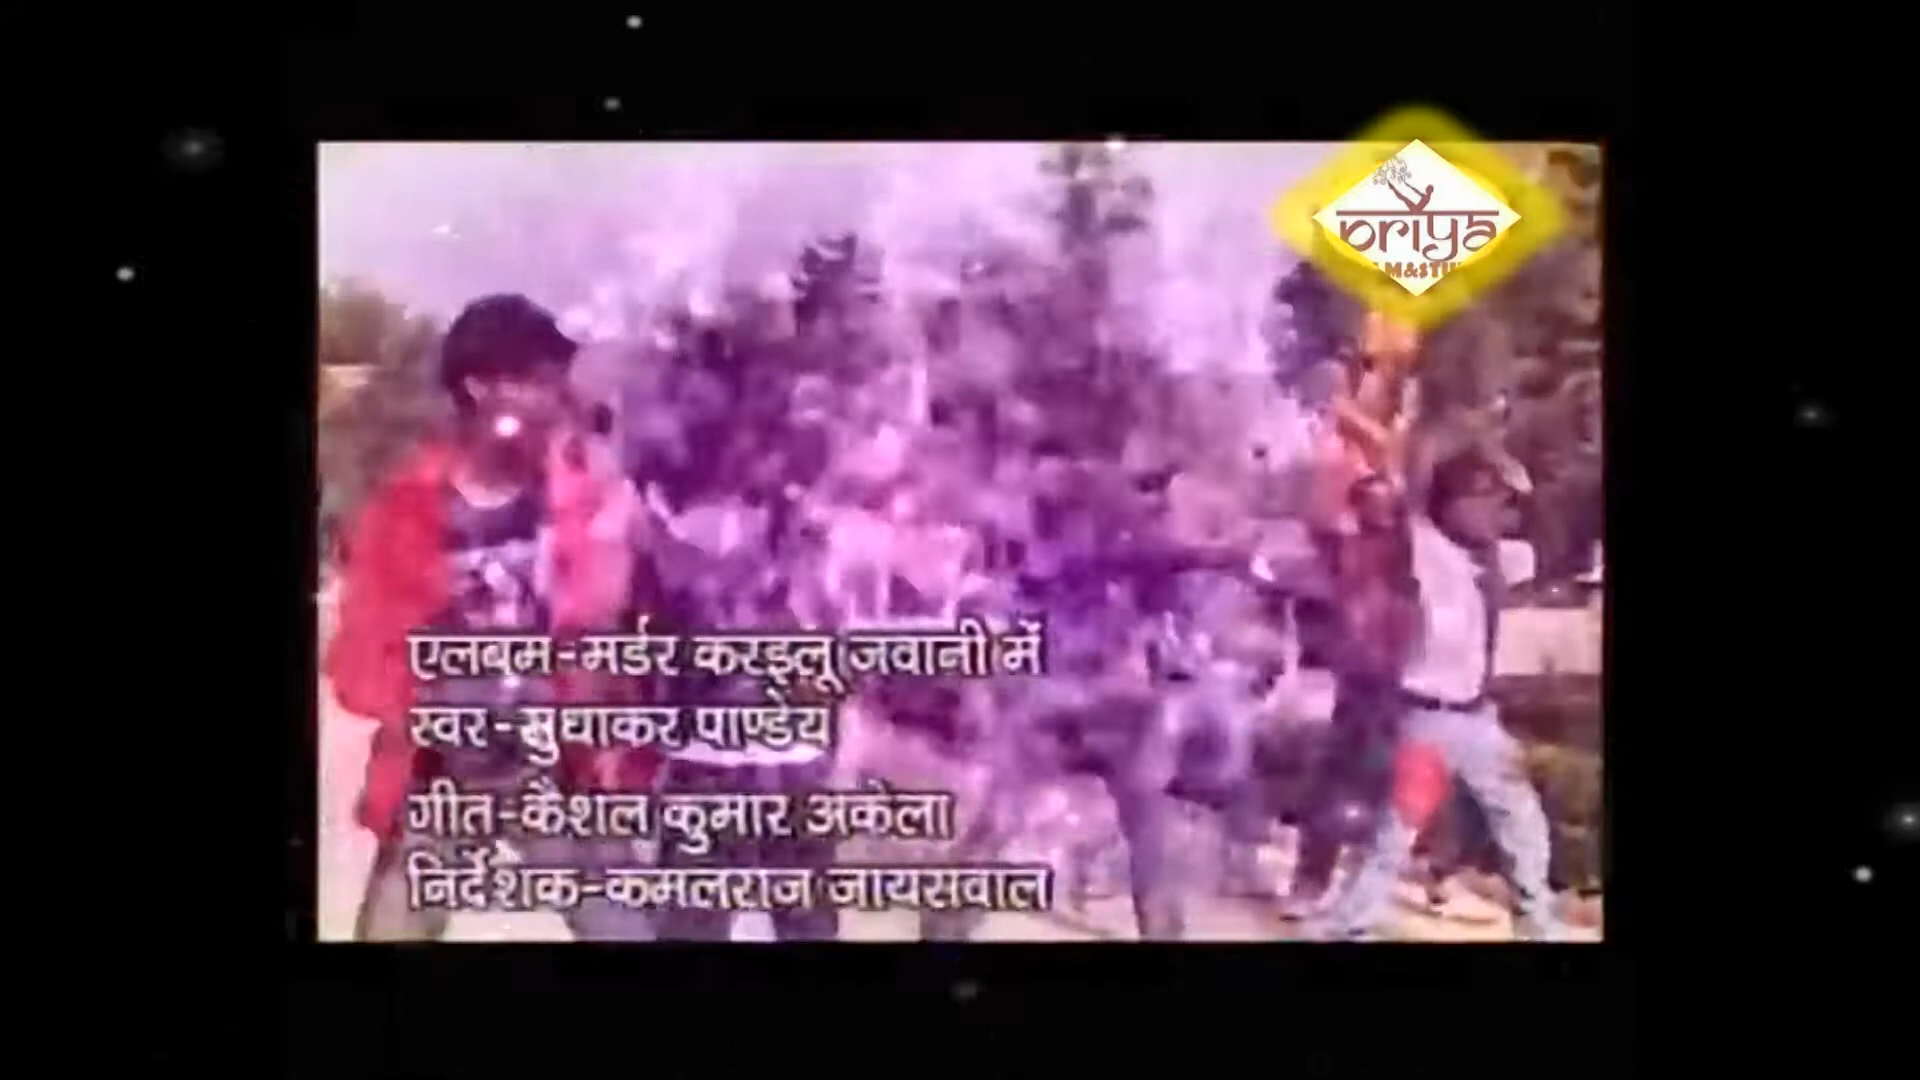 priya
एलबम-मर्डर करइलू जवानी में
स्वर-सुधाकर पाण्डेय
गीत-कैशल कुमार अकेला
निर्देशक-कमलराज जायसवाल